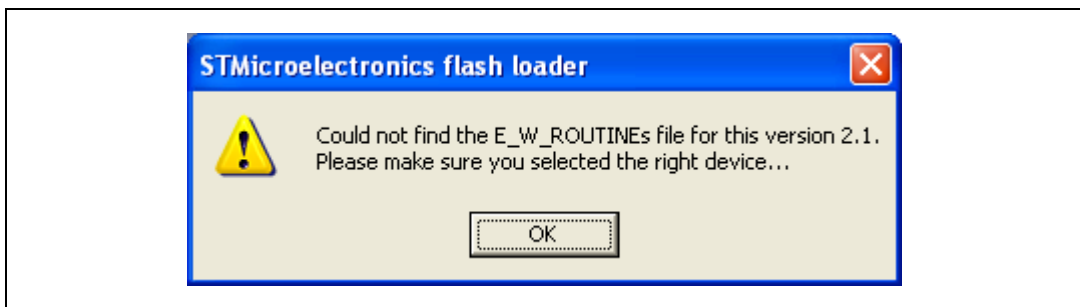 STMicroelectronics flash loader
Could not find the E_W_ROUTINEs file for this version 2.1.
Please make sure you selected the right device...
OK